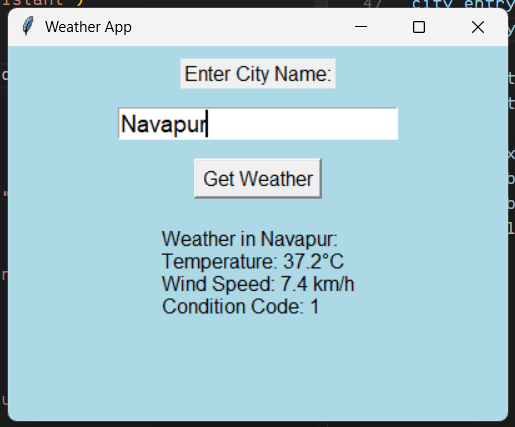 Weather App
Enter City Name:
Navapur
Get Weather
Weather in Navapur:
Temperature: 37.2°C
Wind Speed: 7.4 km/h
Condition Code: 1